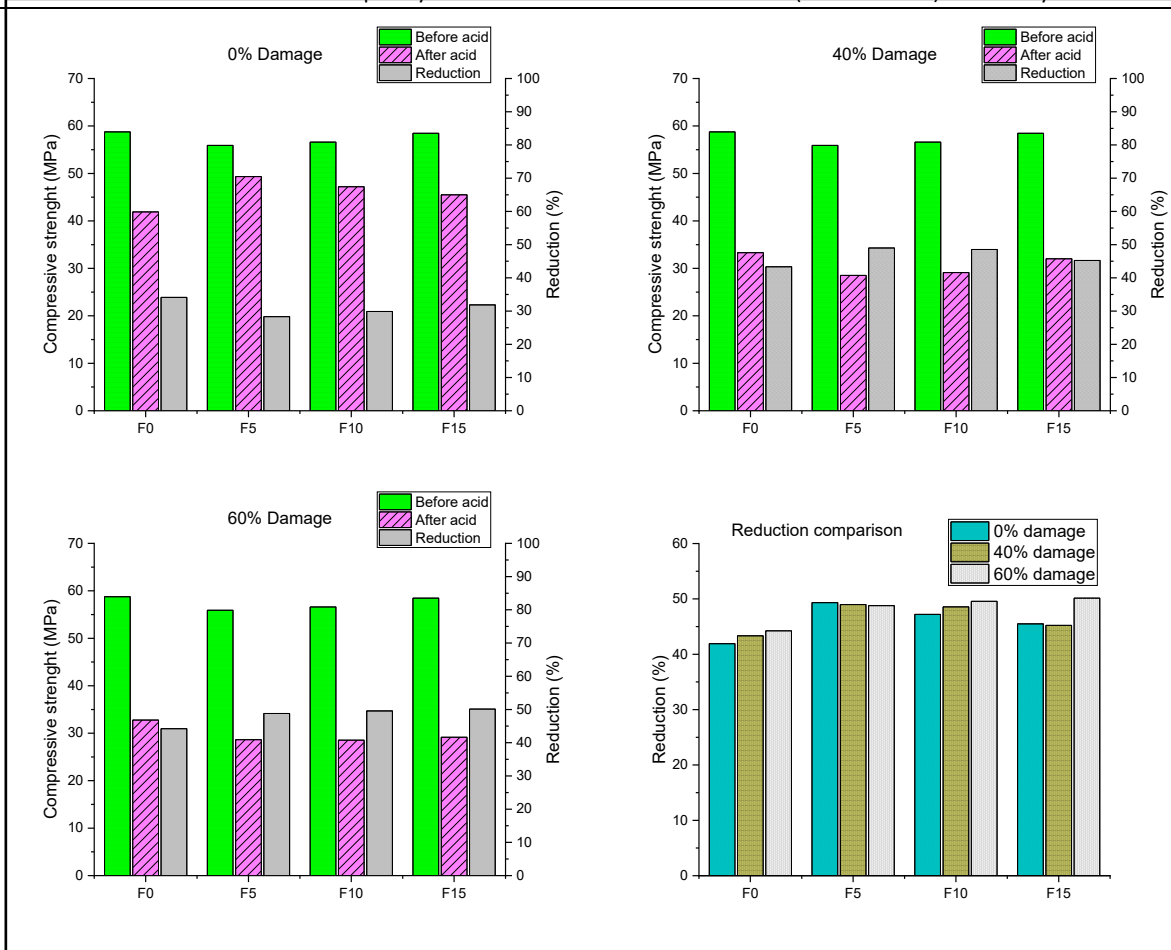 0% Damage
Before acid
After acid
Reduction
Compressive strenght (MPa)
70
60
50
40
30
20
10
0
Reduction (%)
100
90
80
70
60
50
40
30
20
10
0
F0 F5 F10 F15
40% Damage
Before acid
After acid
Reduction
Compressive strenght (MPa)
70
60
50
40
30
20
10
0
Reduction (%)
100
90
80
70
60
50
40
30
20
10
0
F0 F5 F10 F15
60% Damage
Before acid
After acid
Reduction
Compressive strenght (MPa)
70
60
50
40
30
20
10
0
Reduction (%)
100
90
80
70
60
50
40
30
20
10
0
F0 F5 F10 F15
Reduction comparison
0% damage
40% damage
60% damage
Reduction (%)
60
50
40
30
20
10
0
F0 F5 F10 F15